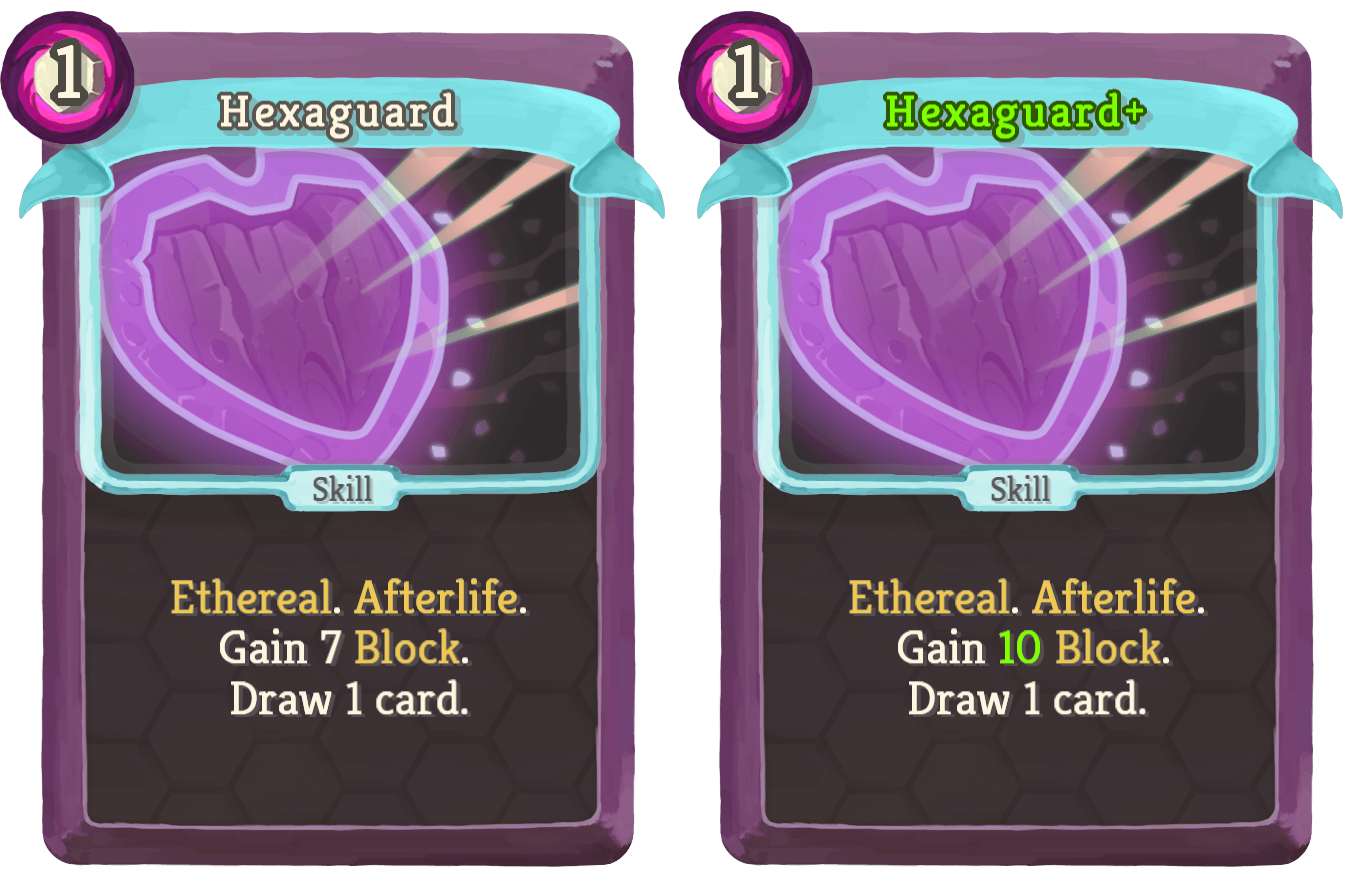 1
Hexaguard
Skill
Ethereal. Afterlife.
Gain 7 Block.
Draw 1 card.
1
Hexaguard+
Skill
Ethereal. Afterlife.
Gain 10 Block.
Draw 1 card.